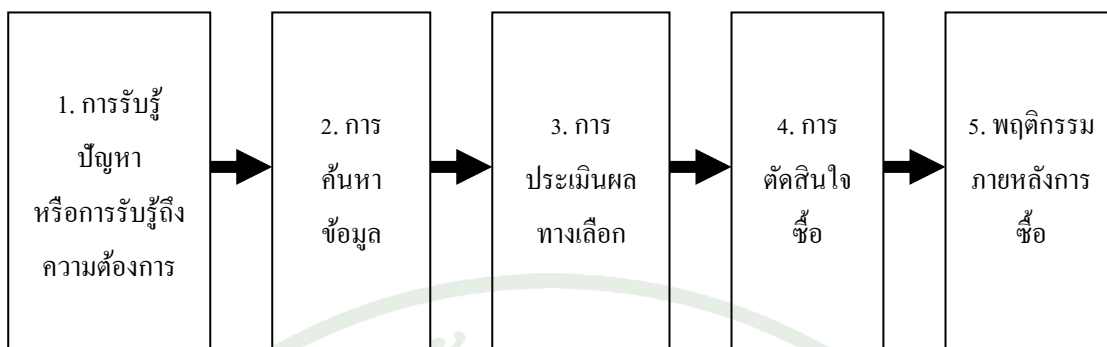 1. การรับรู้
ปัญหา
หรือการรับรู้ถึง
ความต้องการ
2. การ
ค้นหา
ข้อมูล
3. การ
ประเมินผล
ทางเลือก
4. การ
ตัดสินใจ
ซื้อ
5. พฤติกรรม
ภายหลังการ
ซื้อ